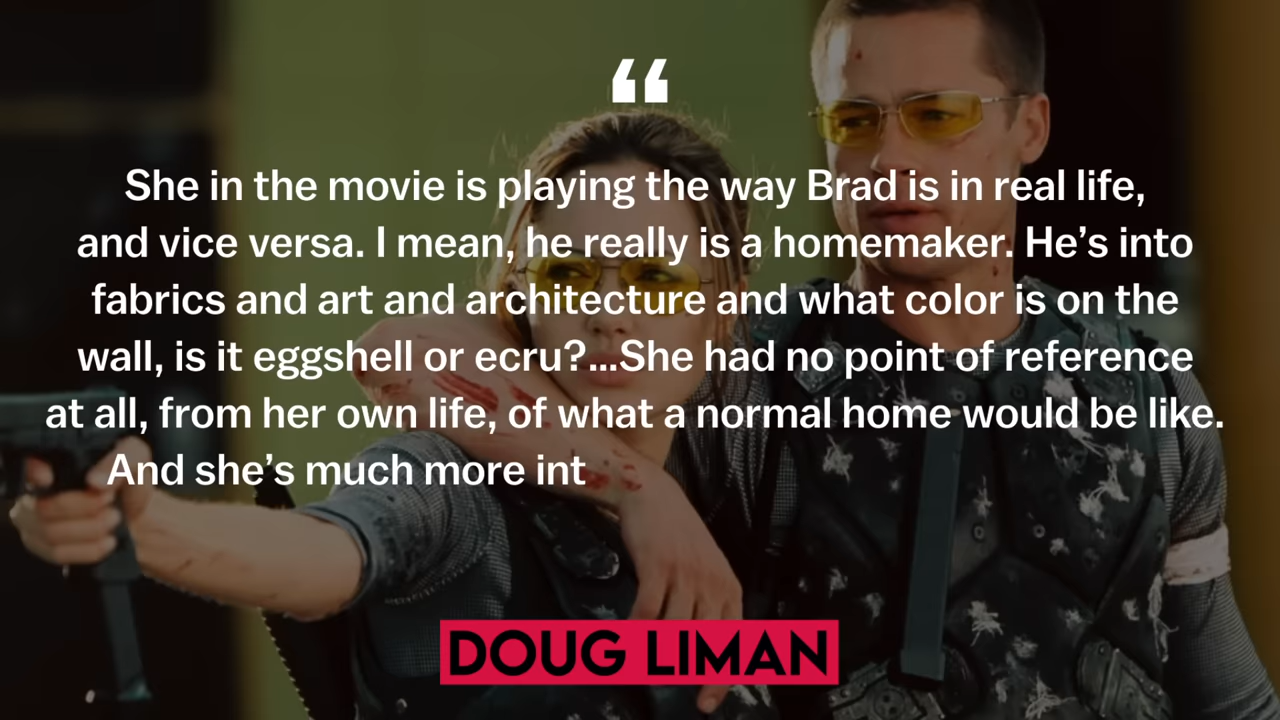 “
She in the movie is playing the way Brad is in real life,
and vice versa. I mean, he really is a homemaker. He’s into
fabrics and art and architecture and what color is on the
wall, is it eggshell or ecru?...She had no point of reference
at all, from her own life, of what a normal home would be like.
And she’s much more int
DOUG LIMAN